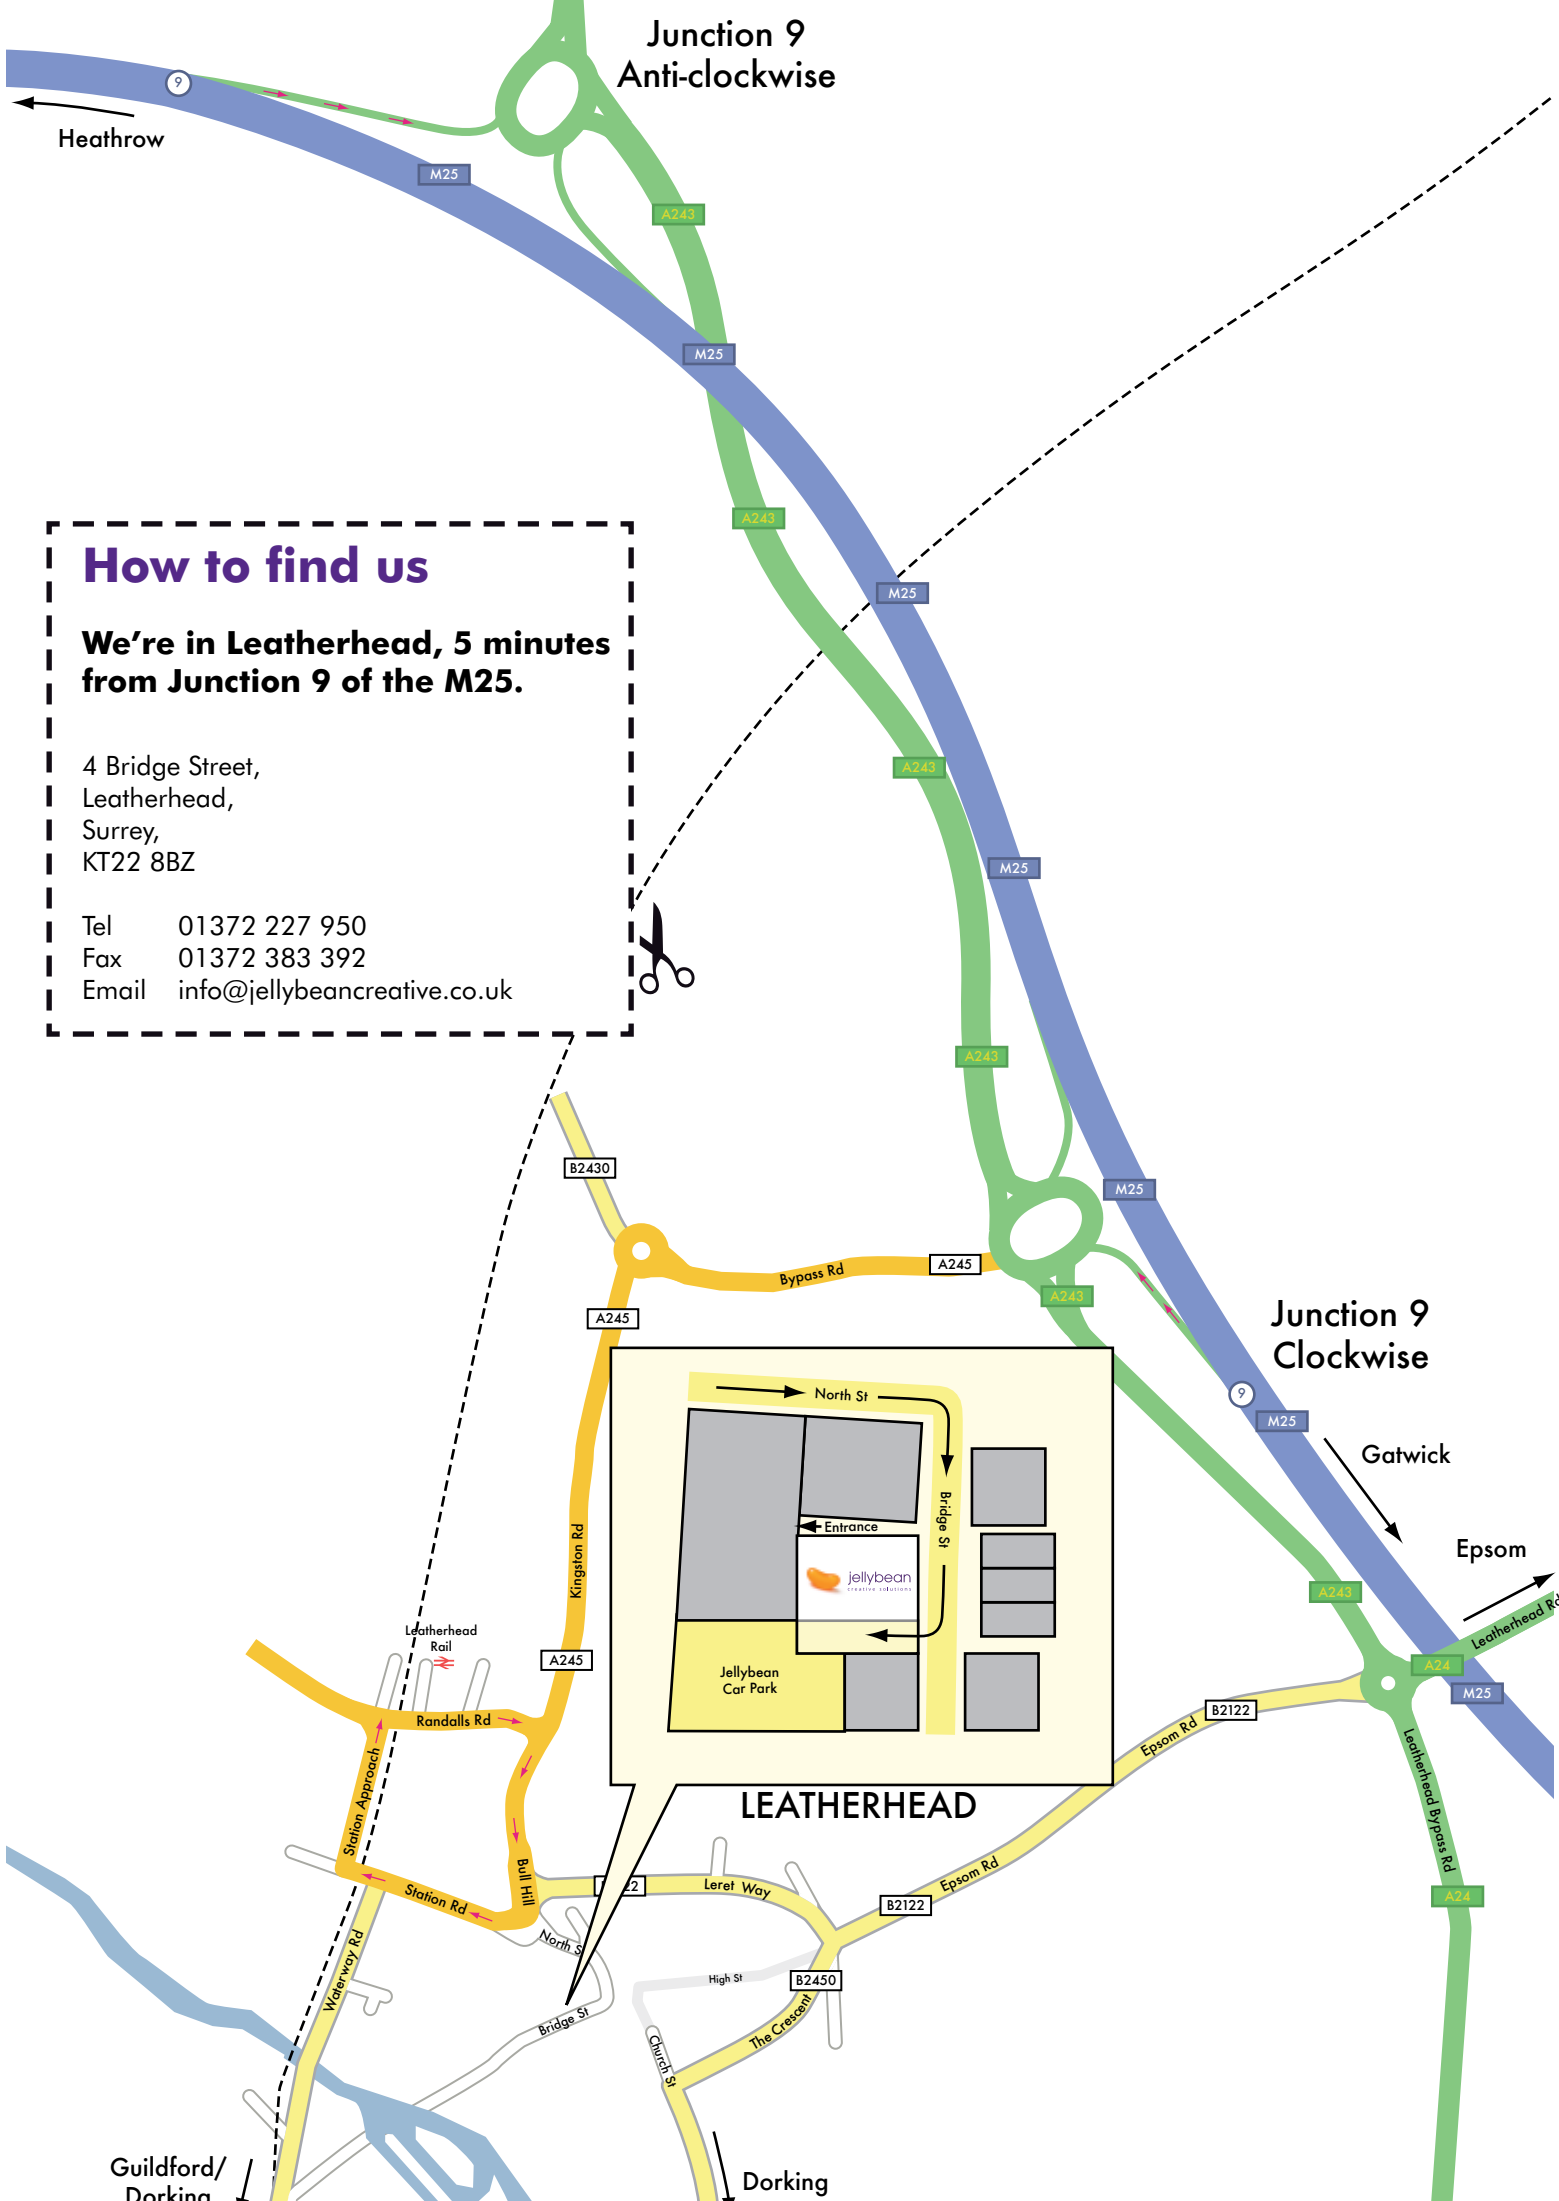 Junction 9
Anti-clockwise
9
Heathrow
M25
A243
M25
A243
M25
How to find us
We're in Leatherhead, 5 minutes
from Junction 9 of the M25.
4 Bridge Street,
Leatherhead,
Surrey,
KT22 8BZ
Tel 01372 227 950
Fax 01372 383 392
Email info@jellybeancreative.co.uk
A243
M25
A243
B2430
M25
Bypass Rd
A245
A243
A245
Junction 9
Clockwise
9
M25
Gatwick
North St
Bridge St
Entrance
jellybean
creative solutions
Jellybean
Car Park
Kingston Rd
Epsom
A243
Leatherhead Rd
A24
M25
Leatherhead
Rail
A245
Randalls Rd
B2122
Epsom Rd
Station Approach
Leatherhead Bypass Rd
LEATHERHEAD
Bull Hill
22
Leret Way
Epsom Rd
B2122
A24
Station Rd
North S
Waterway Rd
High St
B2450
Bridge St
The Crescent
Church St
Guildford/
Dorking
Dorking